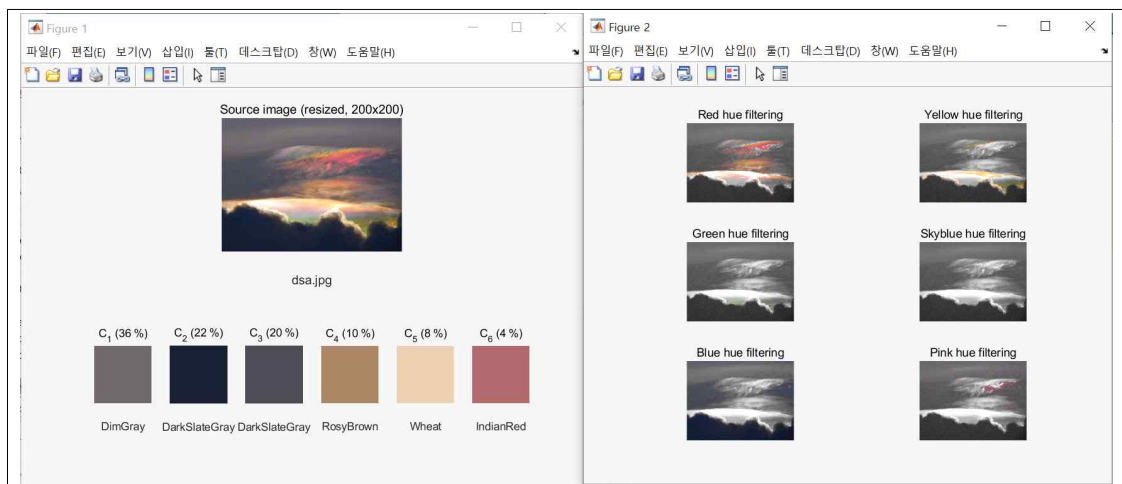 Figure 1
파일(F) 편집(E) 보기(V) 삽입(I) 툴(T) 데스크탑(D) 창(W) 도움말(H)
Source image (resized, 200x200)
dsa.jpg
C1 (36 %) C2 (22 %) C3 (20 %) C4 (10 %) C5 (8 %) C6 (4 %)
DimGray DarkSlateGray DarkSlateGray RosyBrown Wheat IndianRed
Figure 2
파일(F) 편집(E) 보기(V) 삽입(I) 툴(T) 데스크탑(D) 창(W) 도움말(H)
Red hue filtering Yellow hue filtering
Green hue filtering Skyblue hue filtering
Blue hue filtering Pink hue filtering